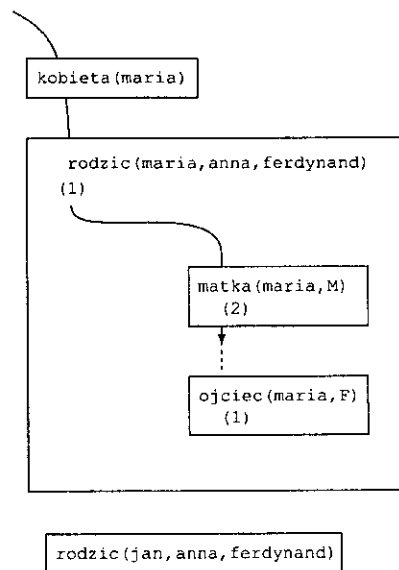 kobieta(maria)
rodzic(maria,anna,ferdynand)
(1)
matka(maria,M)
(2)
ojciec(maria,F)
(1)
rodzic(jan,anna,ferdynand)